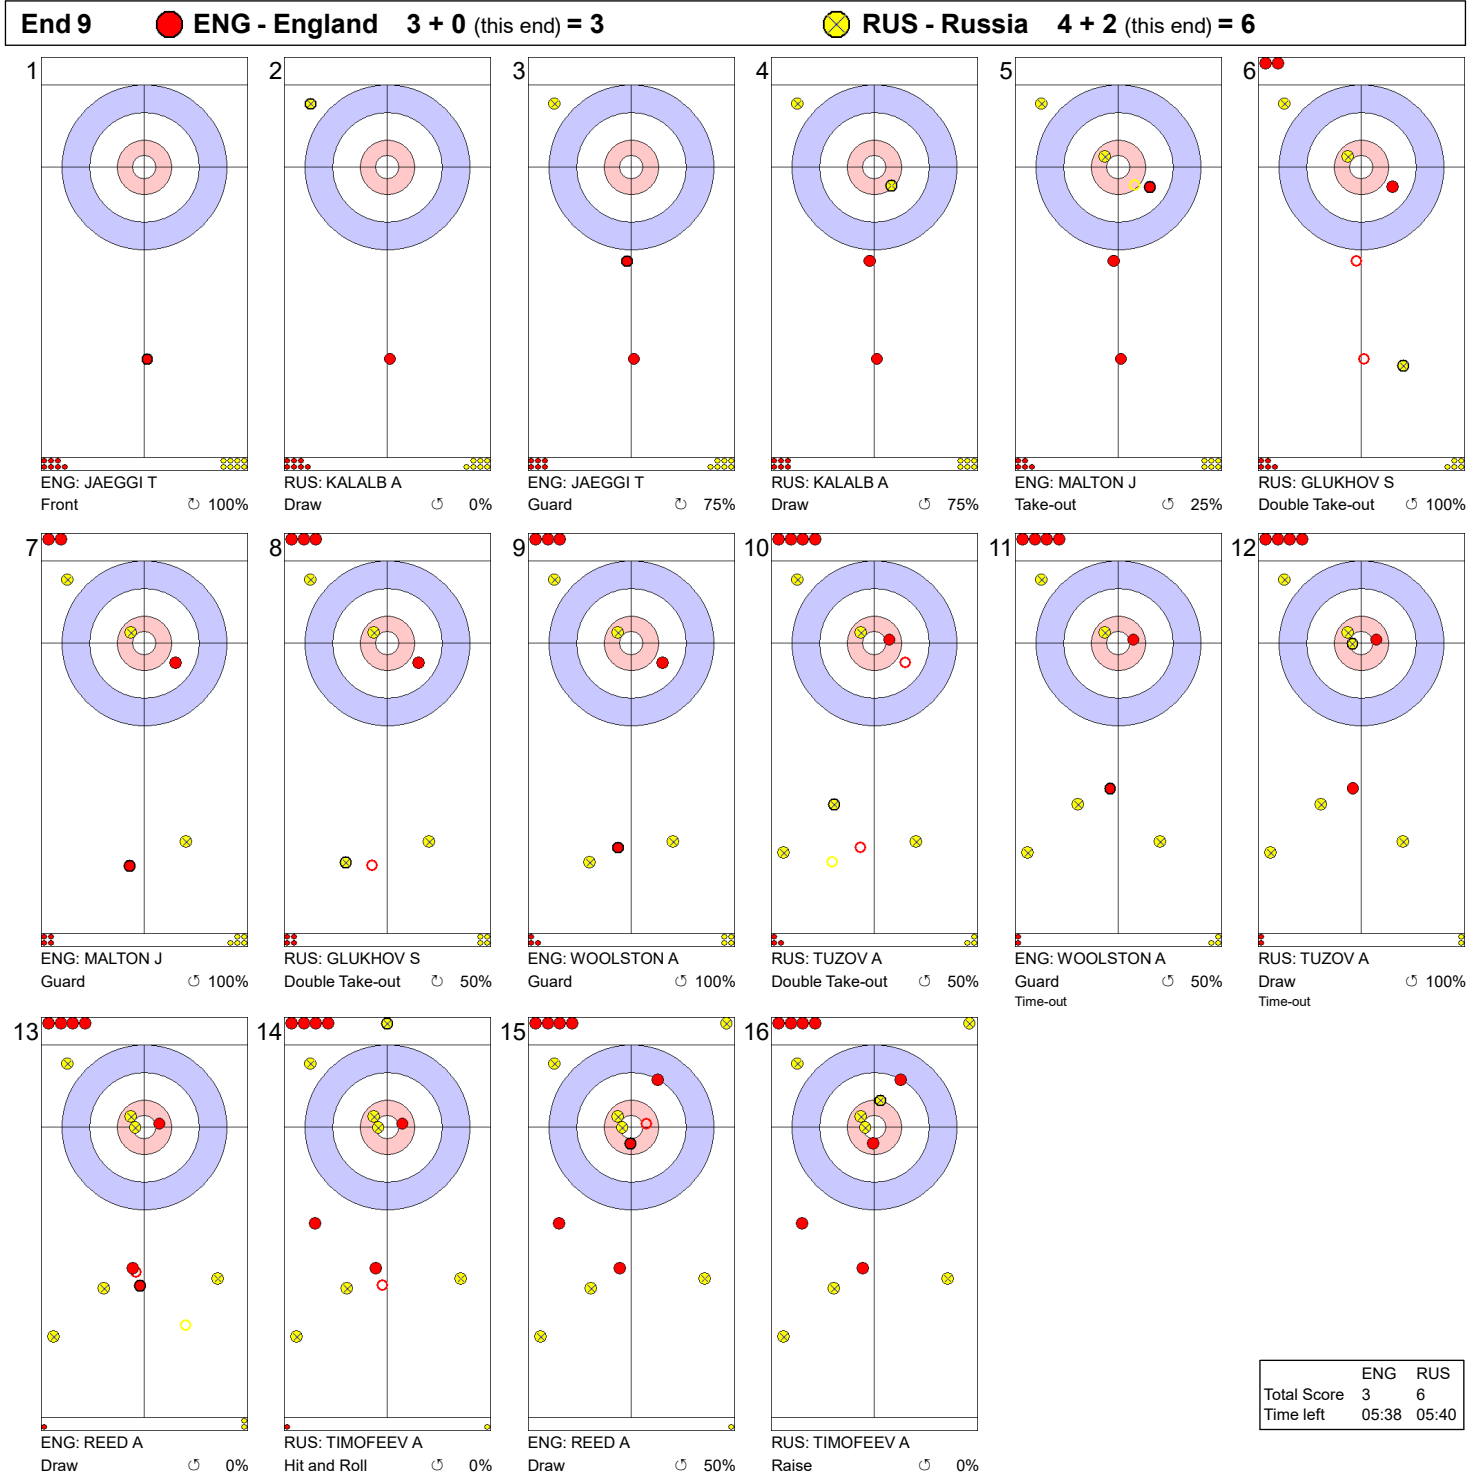 End 9 ENG - England 3 + 0 (this end) = 3 RUS - Russia 4 + 2 (this end) = 6
1 2 3 4 5 6
ENG: JAEGGI T RUS: KALALB A ENG: JAEGGI T RUS: KALALB A ENG: MALTON J RUS: GLUKHOV S
Front ↻ 100% Draw ↺ 0% Guard ↻ 75% Draw ↺ 75% Take-out ↺ 25% Double Take-out ↺ 100%
7 8 9 10 11 12
ENG: MALTON J RUS: GLUKHOV S ENG: WOOLSTON A RUS: TUZOV A ENG: WOOLSTON A RUS: TUZOV A
Guard ↺ 100% Double Take-out ↻ 50% Guard ↺ 100% Double Take-out ↺ 50% Guard ↺ 50% Draw ↺ 100%
Time-out Time-out
13 14 15 16
ENG: REED A RUS: TIMOFEEV A ENG: REED A RUS: TIMOFEEV A
Draw ↺ 0% Hit and Roll ↺ 0% Draw ↺ 50% Raise ↺ 0%
ENG RUS
Total Score 3 6
Time left 05:38 05:40